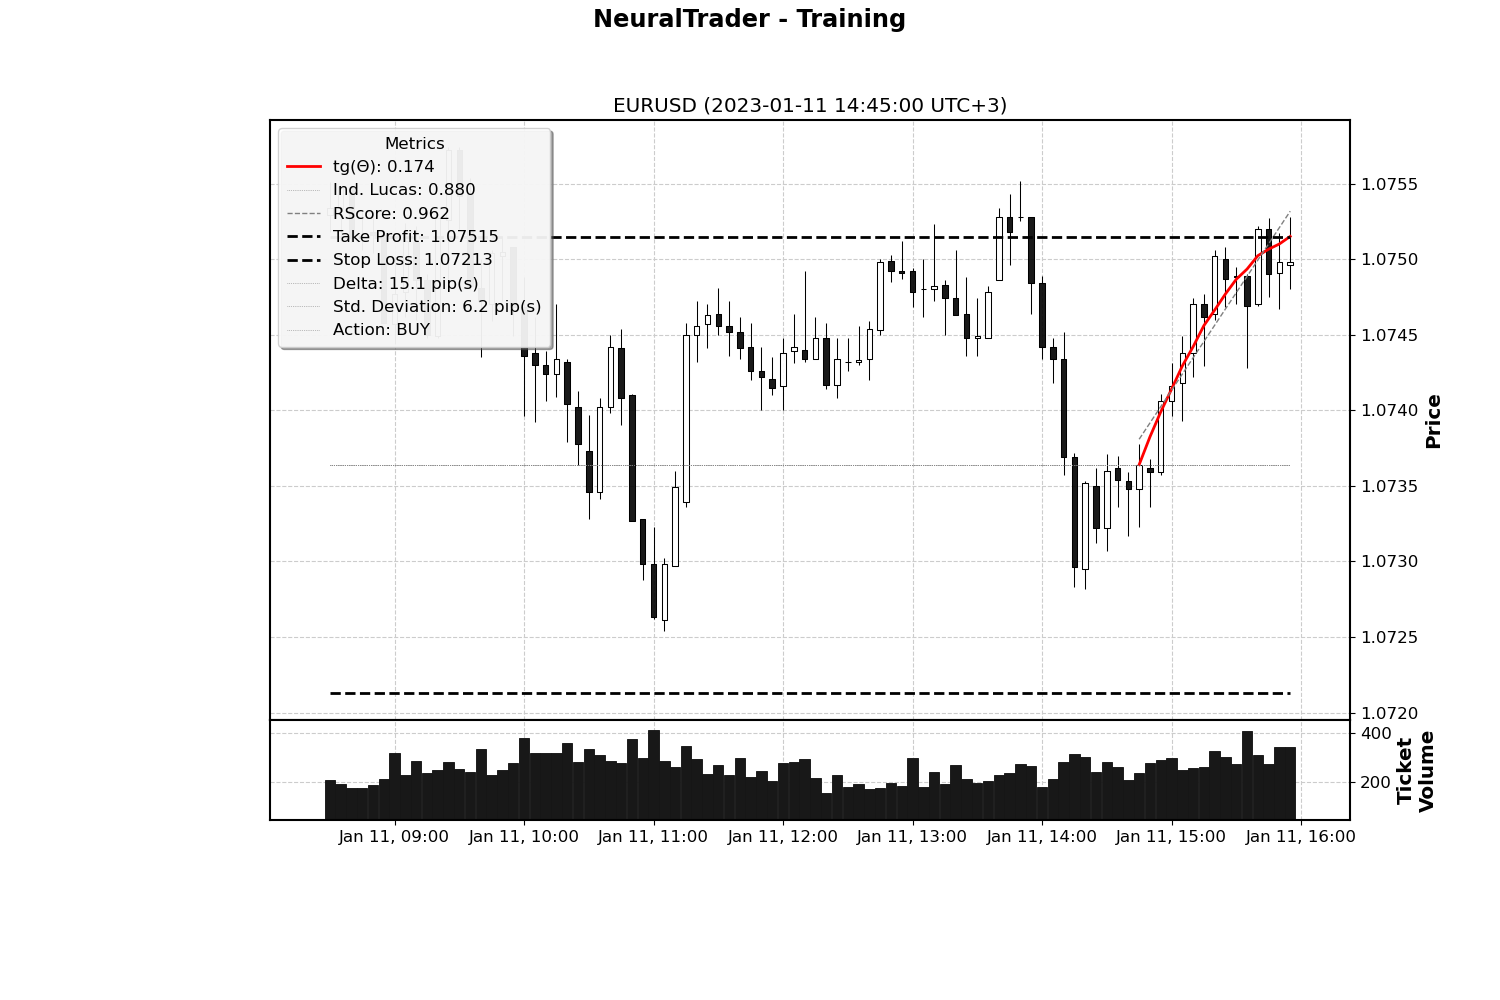 NeuralTrader - Training
EURUSD (2023-01-11 14:45:00 UTC+3)
Metrics
tg(Θ): 0.174
Ind. Lucas: 0.880
RScore: 0.962
Take Profit: 1.07515
Stop Loss: 1.07213
Delta: 15.1 pip(s)
Std. Deviation: 6.2 pip(s)
Action: BUY
1.0755
1.0750
1.0745
1.0740
1.0735
1.0730
1.0725
1.0720
Price
400
200
Ticket
Volume
Jan 11, 09:00
Jan 11, 10:00
Jan 11, 11:00
Jan 11, 12:00
Jan 11, 13:00
Jan 11, 14:00
Jan 11, 15:00
Jan 11, 16:00